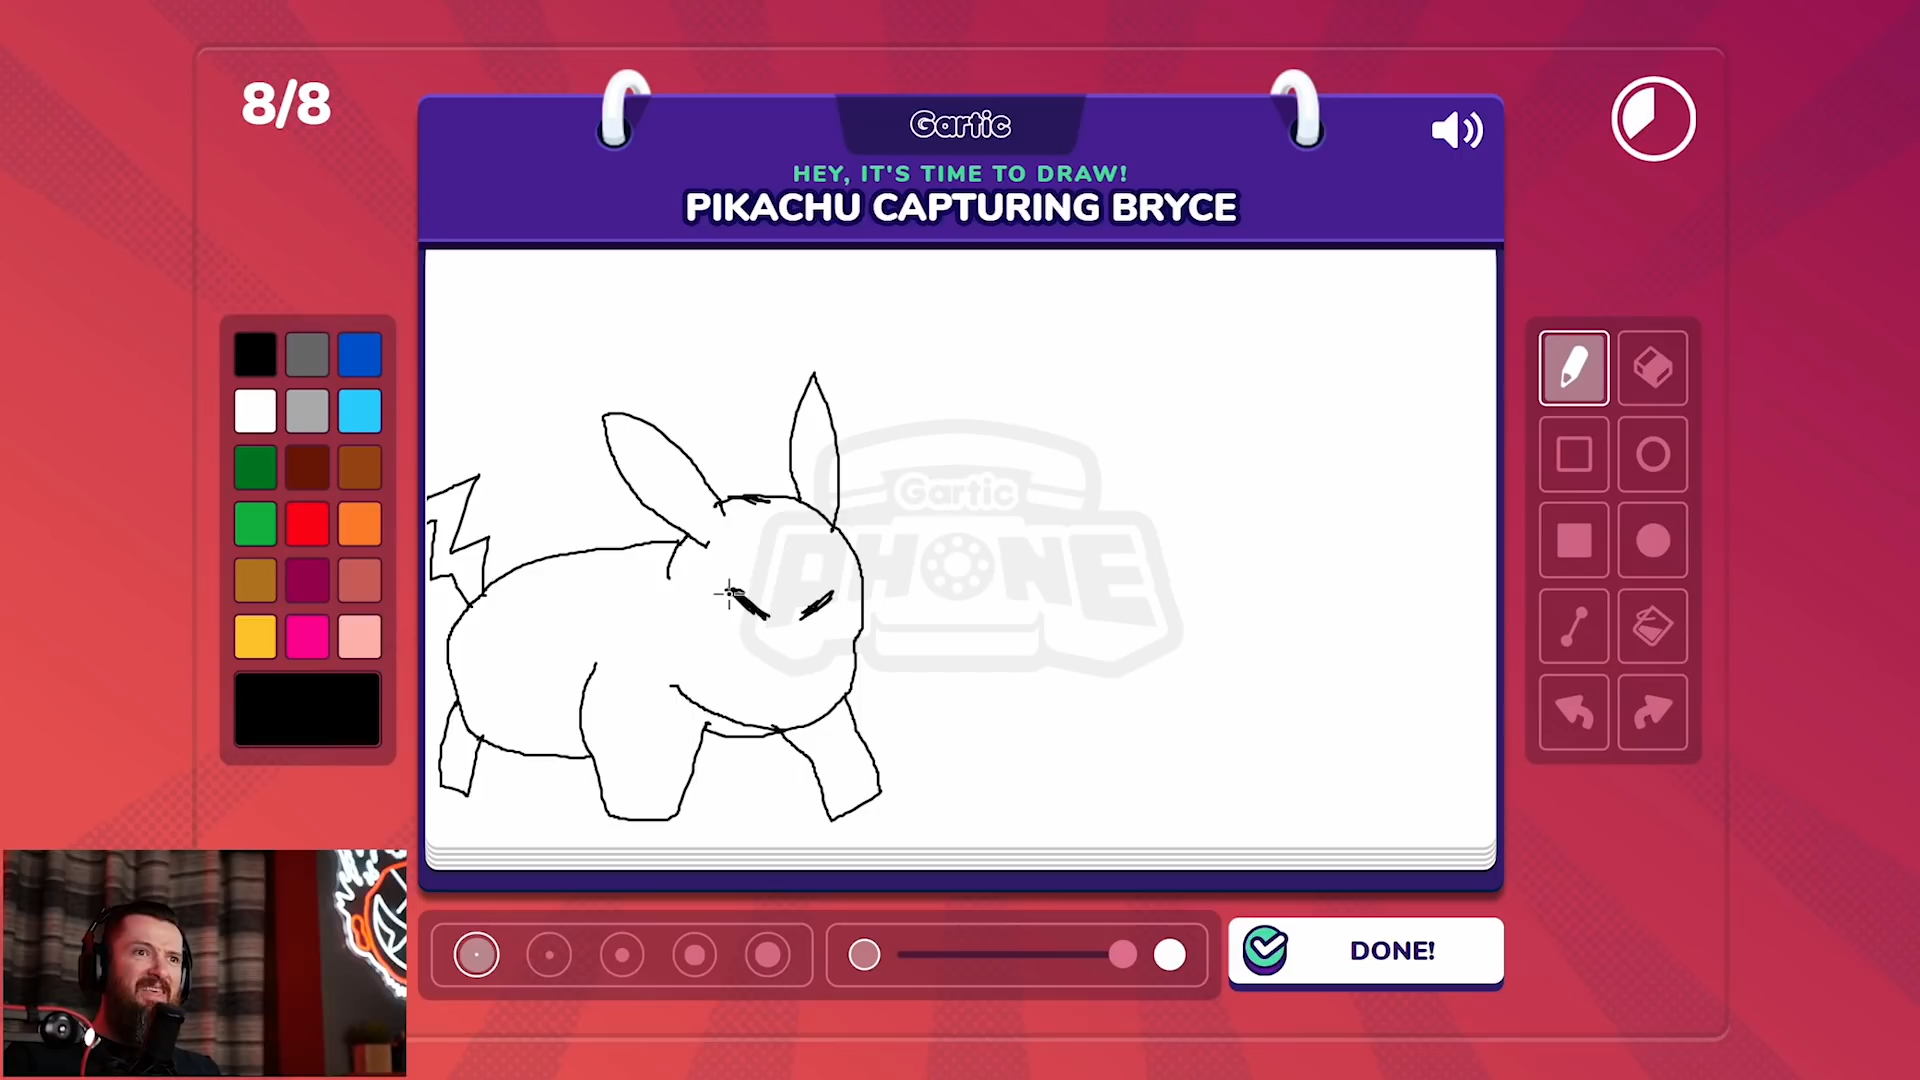 8/8
Gartic
HEY, IT'S TIME TO DRAW!
PIKACHU CAPTURING BRYCE
Gartic
PHONE
DONE!